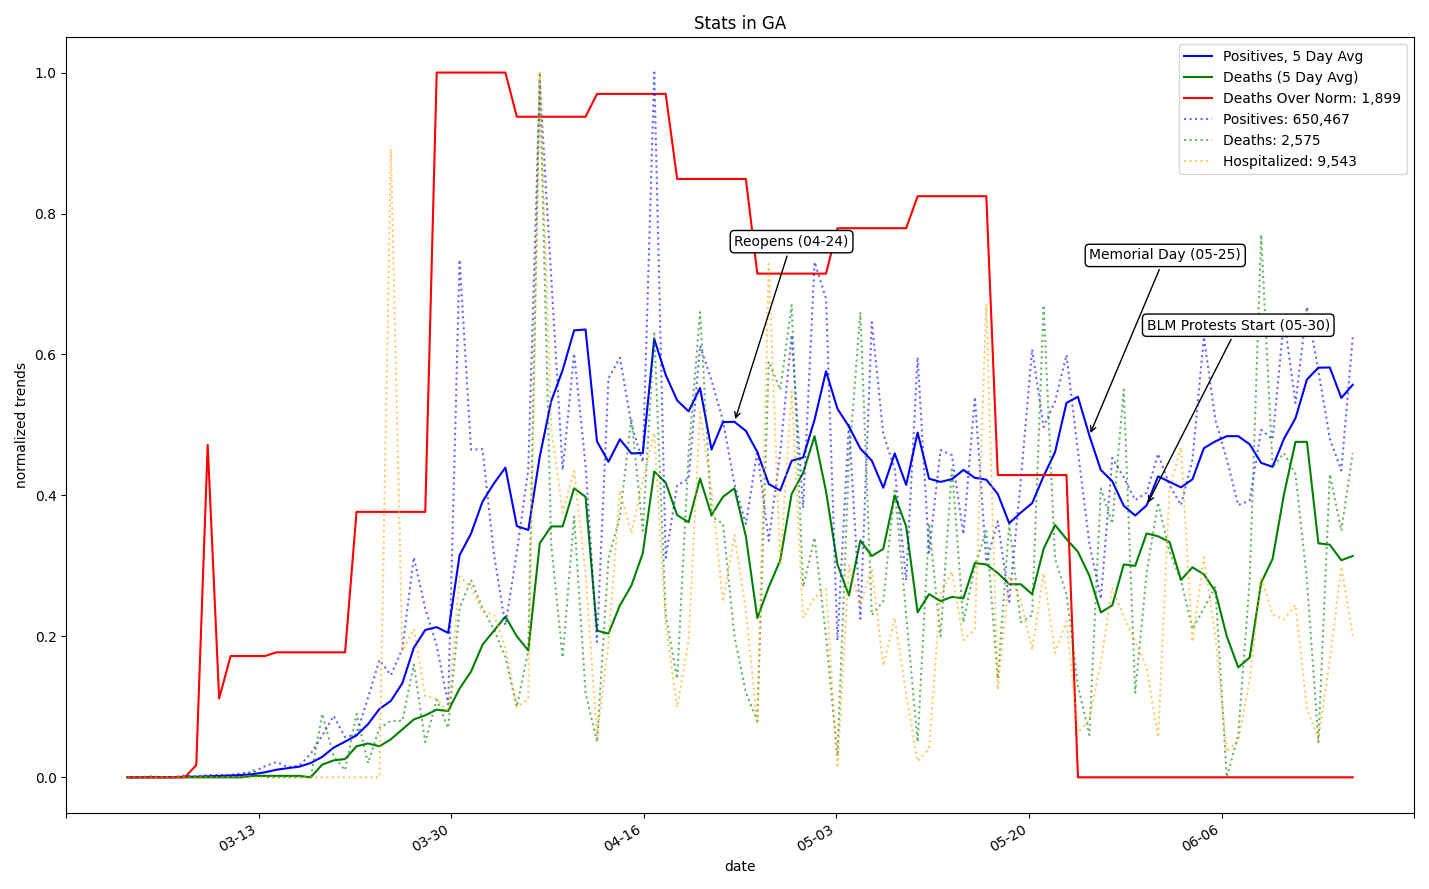 Stats in GA
Positives, 5 Day Avg
Deaths (5 Day Avg)
Deaths Over Norm: 1,899
Positives: 650,467
Deaths: 2,575
Hospitalized: 9,543
Reopens (04-24)
Memorial Day (05-25)
BLM Protests Start (05-30)
normalized trends
1.0
0.8
0.6
0.4
0.2
0.0
03-13
03-30
04-16
05-03
05-20
06-06
date